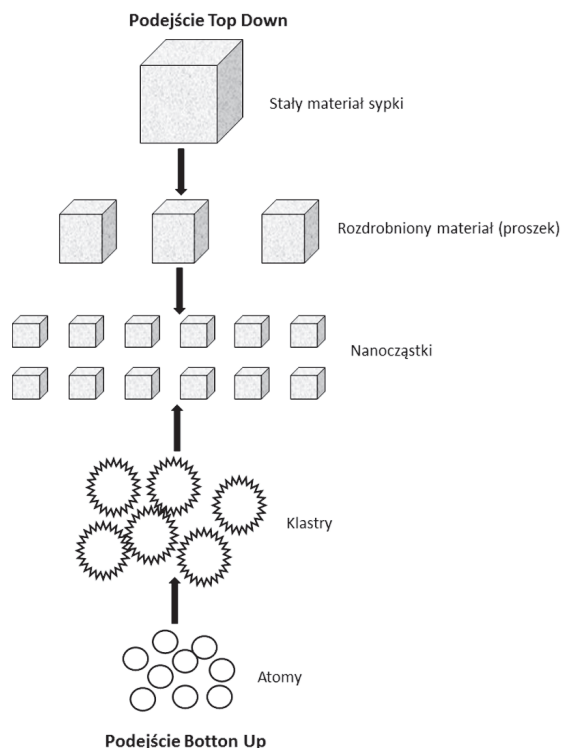 Podejście Top Down
Stały materiał sypki
Rozdrobniony materiał (proszek)
Nanocząstki
Klastry
Atomy
Podejście Botton Up